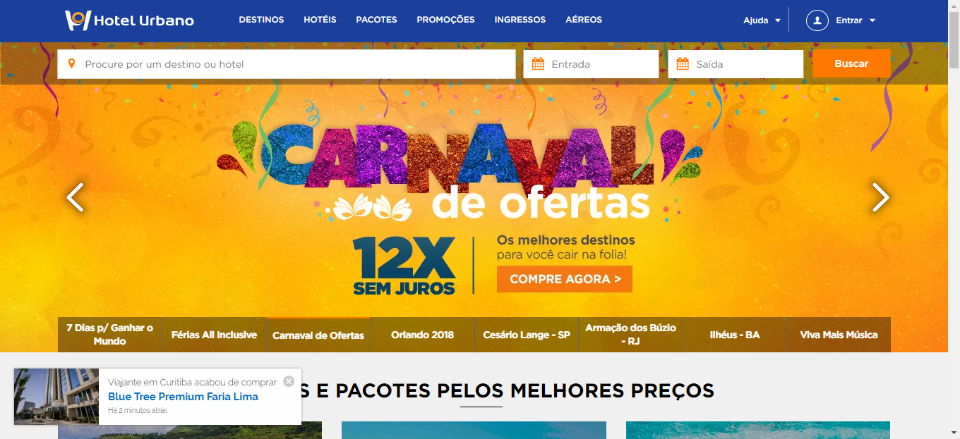 Hotel Urbano
DESTINOS HOTÉIS PACOTES PROMOÇÕES INGRESSOS AÉREOS
Ajuda Entrar
Procure por um destino ou hotel
Entrada
Saída
Buscar
CARNAVAL
de ofertas
12X
SEM JUROS
Os melhores destinos
para você cair na folia!
COMPRE AGORA >
7 Dias p/ Ganhar o
Mundo
Férias All Inclusive
Carnaval de Ofertas
Orlando 2018
Cesário Lange - SP
Armação dos Búzio
- RJ
Ilhéus - BA
Viva Mais Música
S E PACOTES PELOS MELHORES PREÇOS
Viajante em Curitiba acabou de comprar
Blue Tree Premium Faria Lima
Há 2 minutos atrás